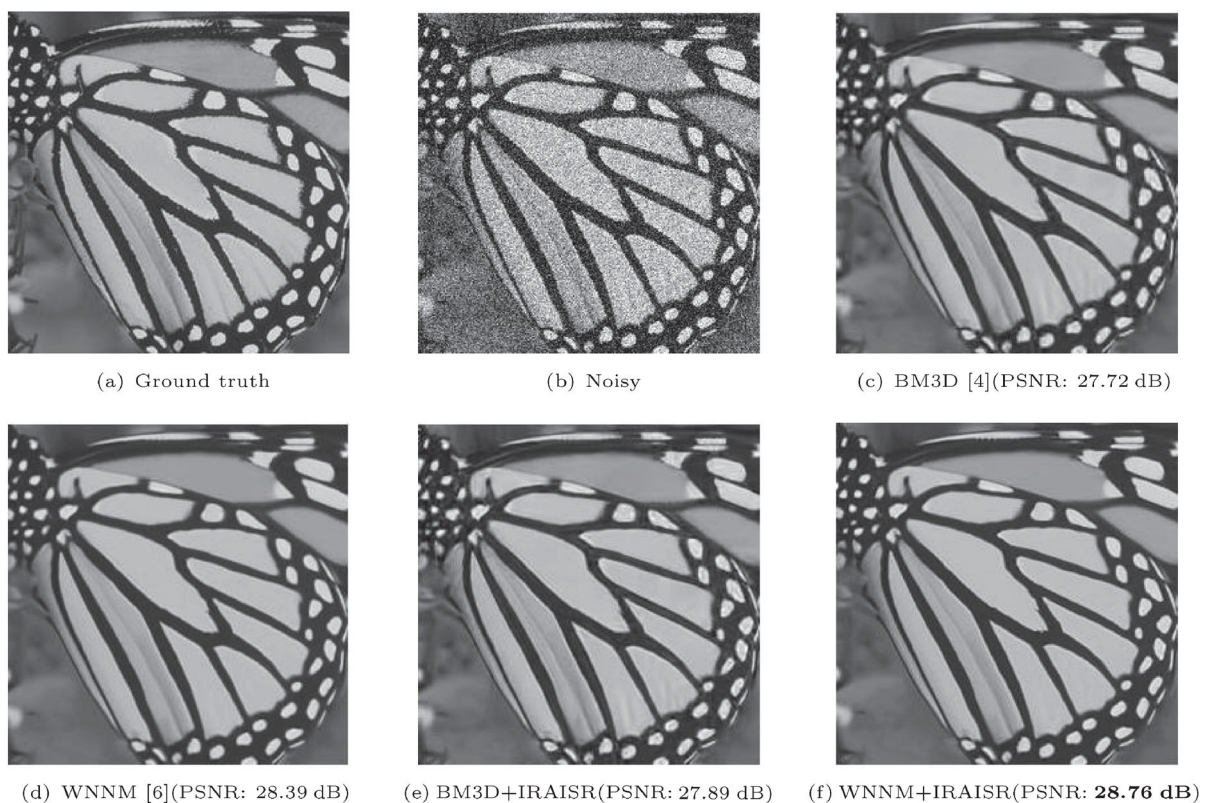 (a) Ground truth
(b) Noisy
(c) BM3D [4](PSNR: 27.72 dB)
(d) WNNM [6](PSNR: 28.39 dB)
(e) BM3D+IRAISR(PSNR: 27.89 dB)
(f) WNNM+IRAISR(PSNR: 28.76 dB)